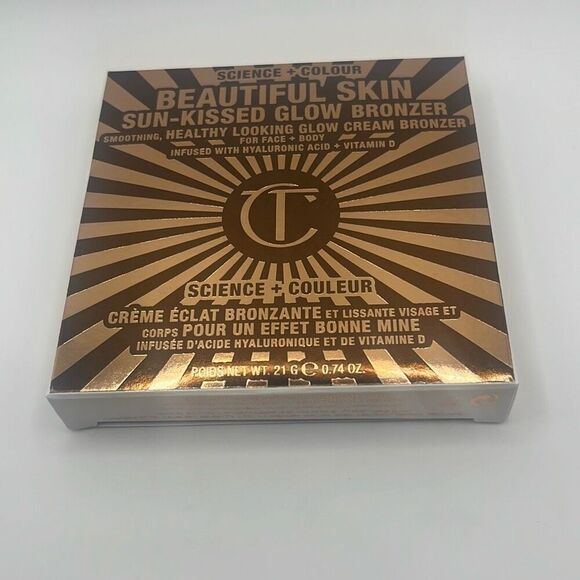 SCIENCE + COLOUR
BEAUTIFUL SKIN
SUN-KISSED GLOW BRONZER
SMOOTHING, HEALTHY LOOKING GLOW CREAM BRONZER
FOR FACE + BODY
INFUSED WITH HYALURONIC ACID + VITAMIN D
CT
SCIENCE + COULEUR
CRÈME ÉCLAT BRONZANTE ET LISSANTE VISAGE ET
CORPS POUR UN EFFET BONNE MINE
INFUSÉE D'ACIDE HYALURONIQUE ET DE VITAMINE D
POIDS NET WT. 21 G ℮ 0.74 OZ.